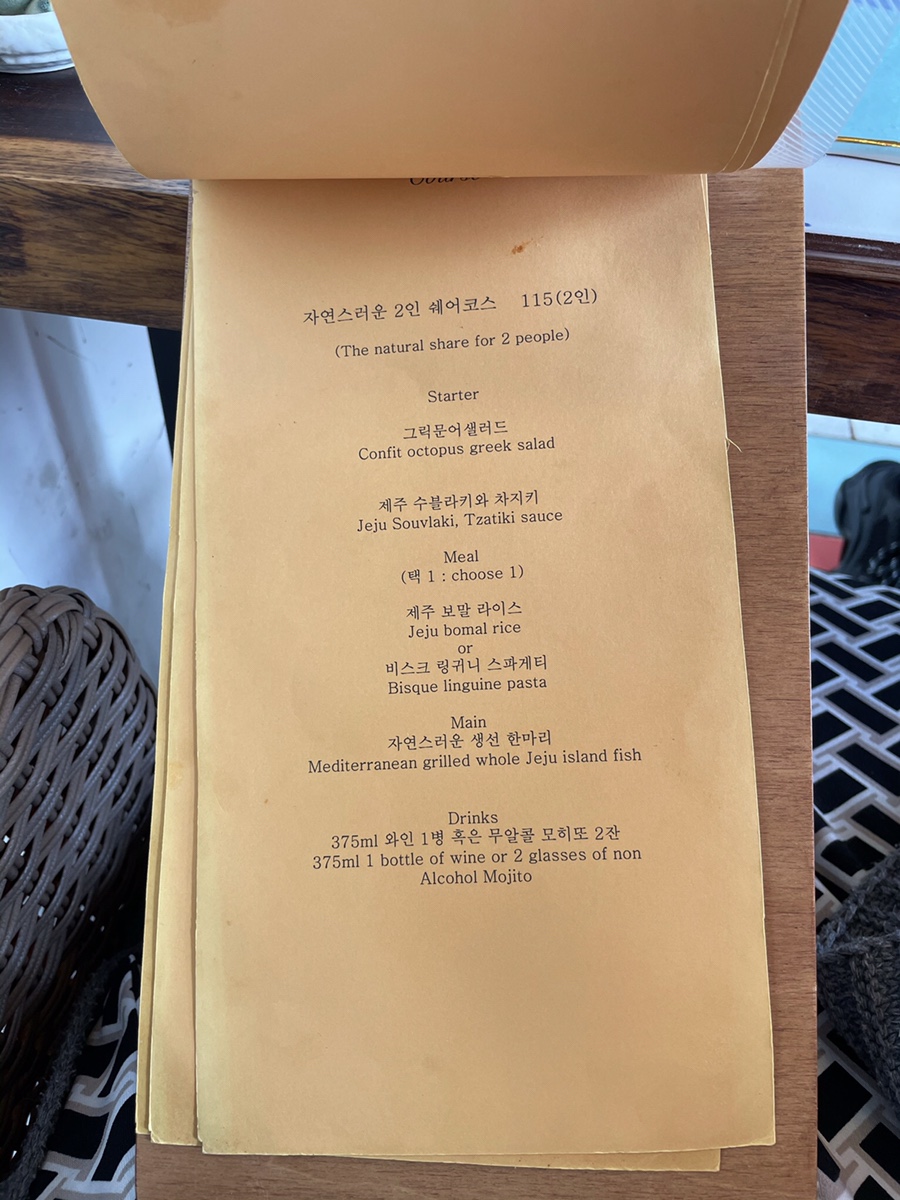 자연스러운 2인 쉐어코스 115(2인)
(The natural share for 2 people)
Starter
그릭문어샐러드
Confit octopus greek salad
제주 수블라키와 차지키
Jeju Souvlaki, Tzatiki sauce
Meal
(택 1 : choose 1)
제주 보말 라이스
Jeju bomal rice
or
비스크 링귀니 스파게티
Bisque linguine pasta
Main
자연스러운 생선 한마리
Mediterranean grilled whole Jeju island fish
Drinks
375ml 와인 1병 혹은 무알콜 모히또 2잔
375ml 1 bottle of wine or 2 glasses of non
Alcohol Mojito